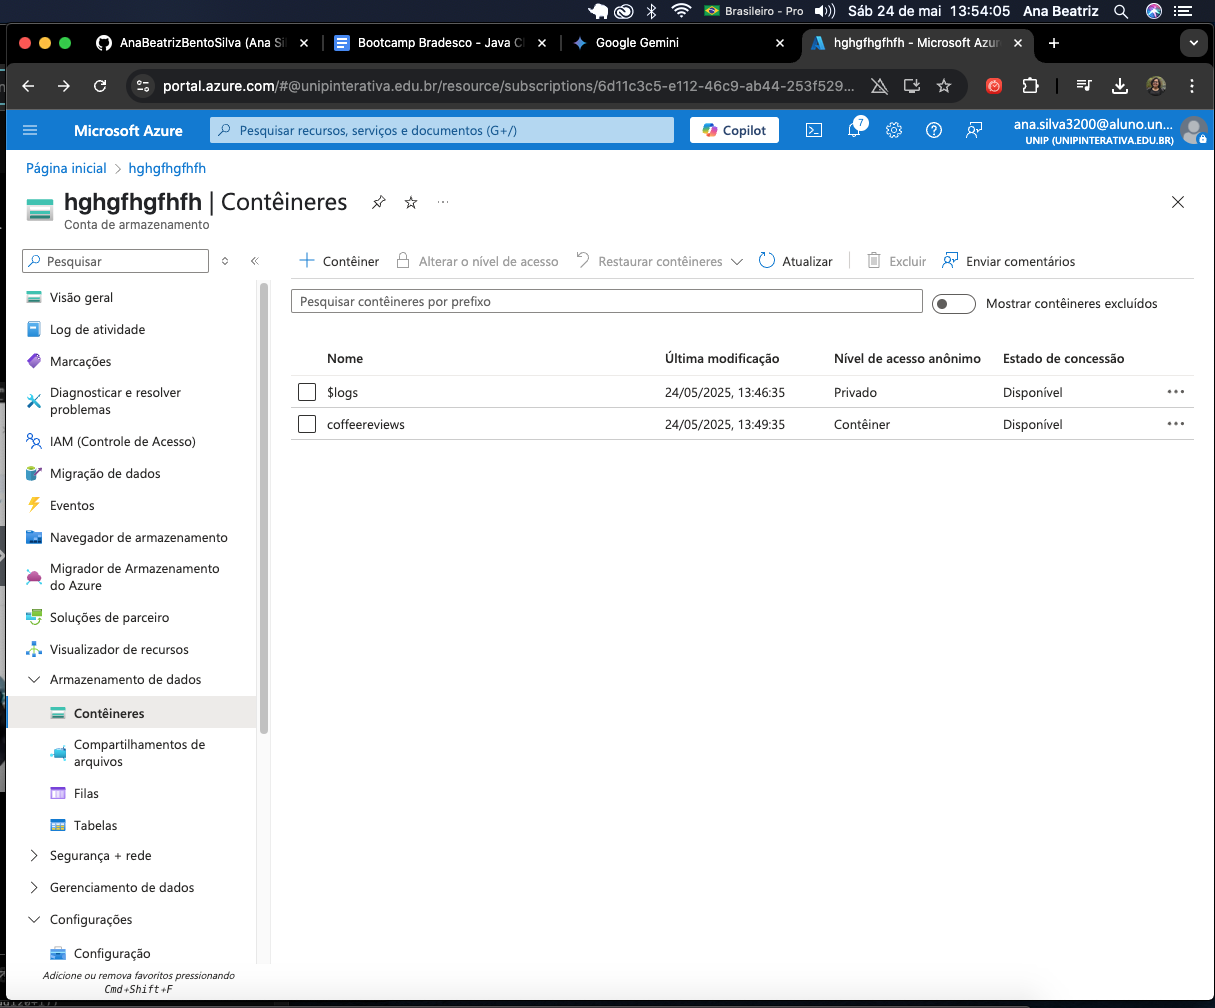 Brasileiro - Pro Sáb 24 de mai 13:54:05 Ana Beatriz
AnaBeatrizBentoSilva (Ana Si
Bootcamp Bradesco - Java C
Google Gemini
hghgfhgfhfh - Microsoft Azur
portal.azure.com/#@unipinterativa.edu.br/resource/subscriptions/6d11c3c5-e112-46c9-ab44-253f529...
Microsoft Azure
Pesquisar recursos, serviços e documentos (G+/)
Copilot
7
ana.silva3200@aluno.un...
UNIP (UNIPINTERATIVA.EDU.BR)
Página inicial > hghgfhgfhfh
hghgfhgfhfh | Contêineres
Conta de armazenamento
Pesquisar
Contêiner
Alterar o nível de acesso
Restaurar contêineres
Atualizar
Excluir
Enviar comentários
Pesquisar contêineres por prefixo
Mostrar contêineres excluídos
Nome Última modificação Nível de acesso anônimo Estado de concessão
$logs 24/05/2025, 13:46:35 Privado Disponível
coffeereviews 24/05/2025, 13:49:35 Contêiner Disponível
Visão geral
Log de atividade
Marcações
Diagnosticar e resolver
problemas
IAM (Controle de Acesso)
Migração de dados
Eventos
Navegador de armazenamento
Migrador de Armazenamento
do Azure
Soluções de parceiro
Visualizador de recursos
Armazenamento de dados
Contêineres
Compartilhamentos de
arquivos
Filas
Tabelas
Segurança + rede
Gerenciamento de dados
Configurações
Configuração
Adicione ou remova favoritos pressionando
Cmd+Shift+F